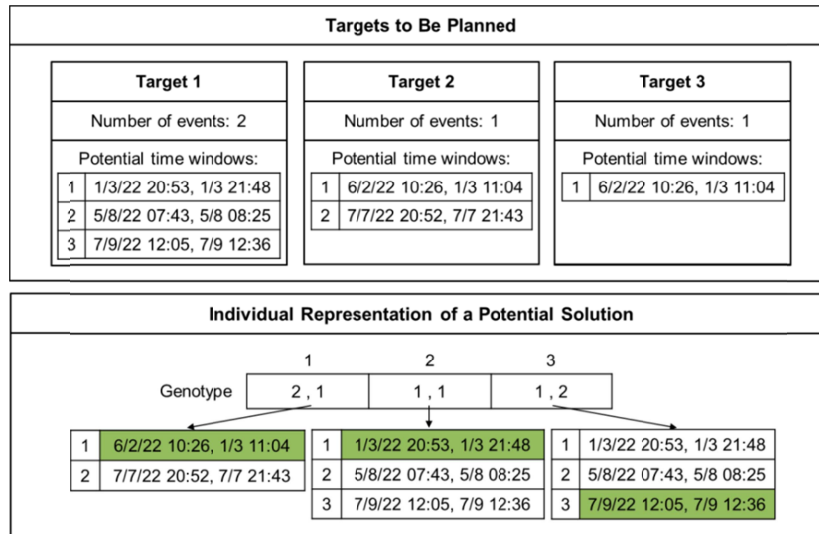 Targets to Be Planned
Target 1
Number of events: 2
Potential time windows:
1 1/3/22 20:53, 1/3 21:48
2 5/8/22 07:43, 5/8 08:25
3 7/9/22 12:05, 7/9 12:36
Target 2
Number of events: 1
Potential time windows:
1 6/2/22 10:26, 1/3 11:04
2 7/7/22 20:52, 7/7 21:43
Target 3
Number of events: 1
Potential time windows:
1 6/2/22 10:26, 1/3 11:04
Individual Representation of a Potential Solution
1 2 3
Genotype 2 , 1 1 , 1 1 , 2
1 6/2/22 10:26, 1/3 11:04
2 7/7/22 20:52, 7/7 21:43
1 1/3/22 20:53, 1/3 21:48
2 5/8/22 07:43, 5/8 08:25
3 7/9/22 12:05, 7/9 12:36
1 1/3/22 20:53, 1/3 21:48
2 5/8/22 07:43, 5/8 08:25
3 7/9/22 12:05, 7/9 12:36